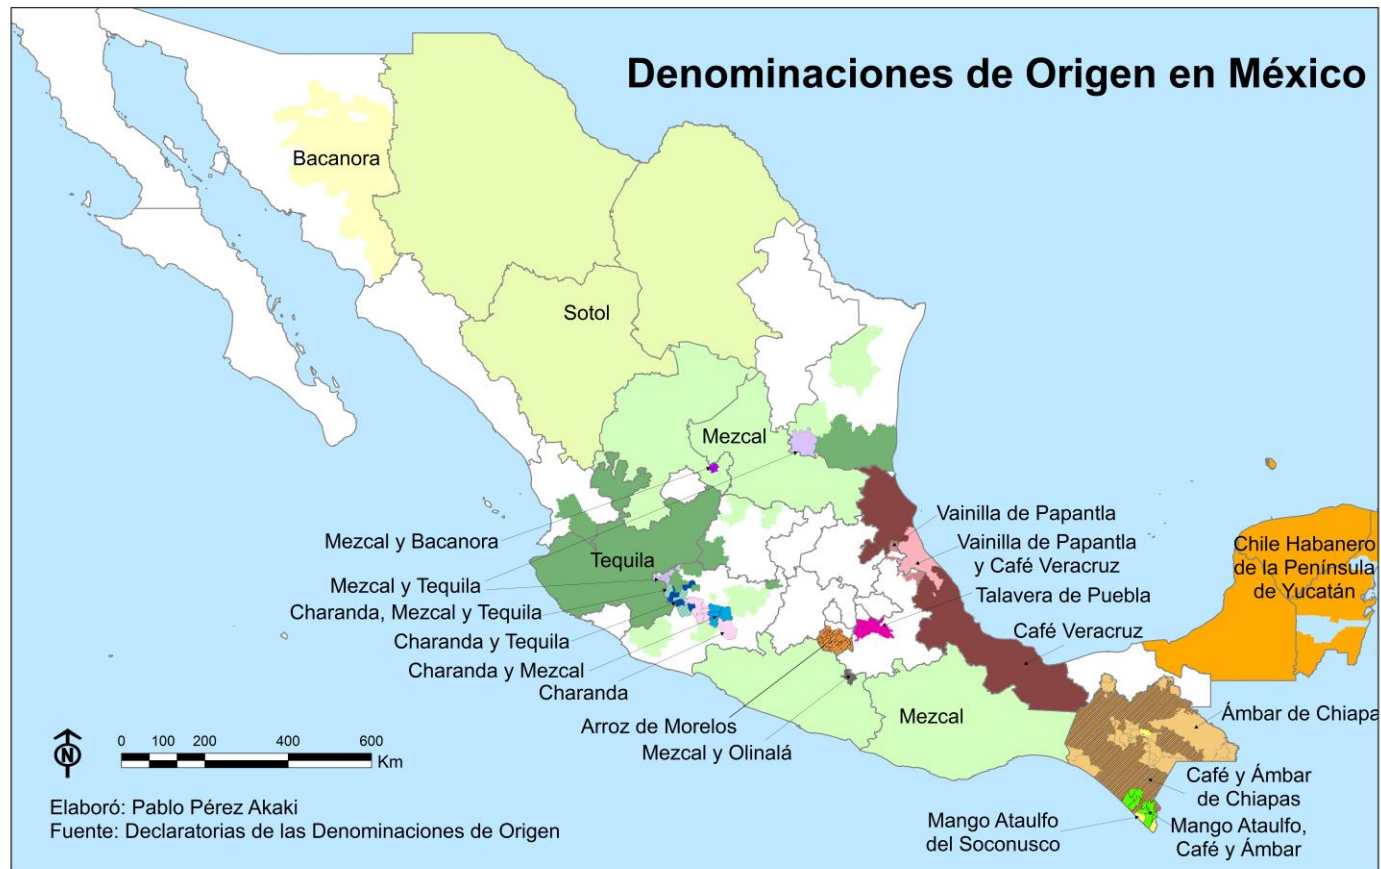 Denominaciones de Origen en México
Bacanora
Sotol
Mezcal
Mezcal y Bacanora
Tequila
Mezcal y Tequila
Charanda, Mezcal y Tequila
Charanda y Tequila
Charanda y Mezcal
Charanda
Arroz de Morelos
Mezcal y Olinalá
Mezcal
Vainilla de Papantla
Vainilla de Papantla
y Café Veracruz
Talavera de Puebla
Café Veracruz
Chile Habanero
de la Península
de Yucatán
Ámbar de Chiapa
Café y Ámbar
de Chiapas
Mango Ataulfo
del Soconusco
Mango Ataulfo,
Café y Ámbar
N
0 100 200 400 600
Km
Elaboró: Pablo Pérez Akaki
Fuente: Declaratorias de las Denominaciones de Origen